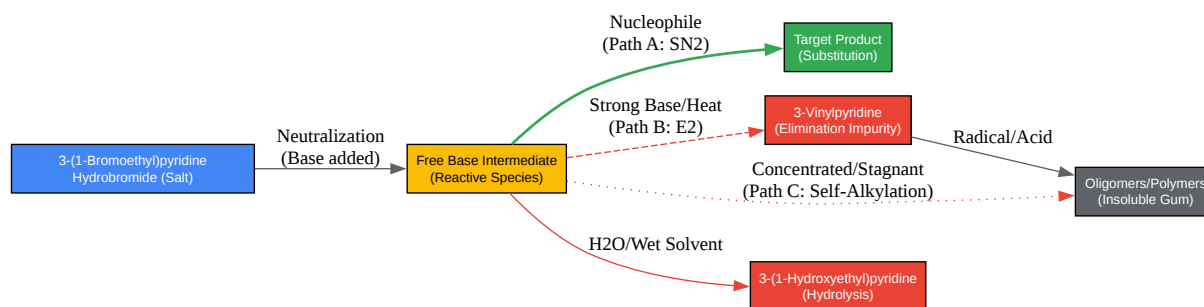 Nucleophile
(Path A: SN2)
Target Product
(Substitution)
Strong Base/Heat
(Path B: E2)
3-Vinylpyridine
(Elimination Impurity)
Radical/Acid
Neutralization
(Base added)
3-(1-Bromoethyl)pyridine
Hydrobromide (Salt)
Free Base Intermediate
(Reactive Species)
Concentrated/Stagnant
(Path C: Self-Alkylation)
Oligomers/Polymers
(Insoluble Gum)
H2O/Wet Solvent
3-(1-Hydroxyethyl)pyridine
(Hydrolysis)